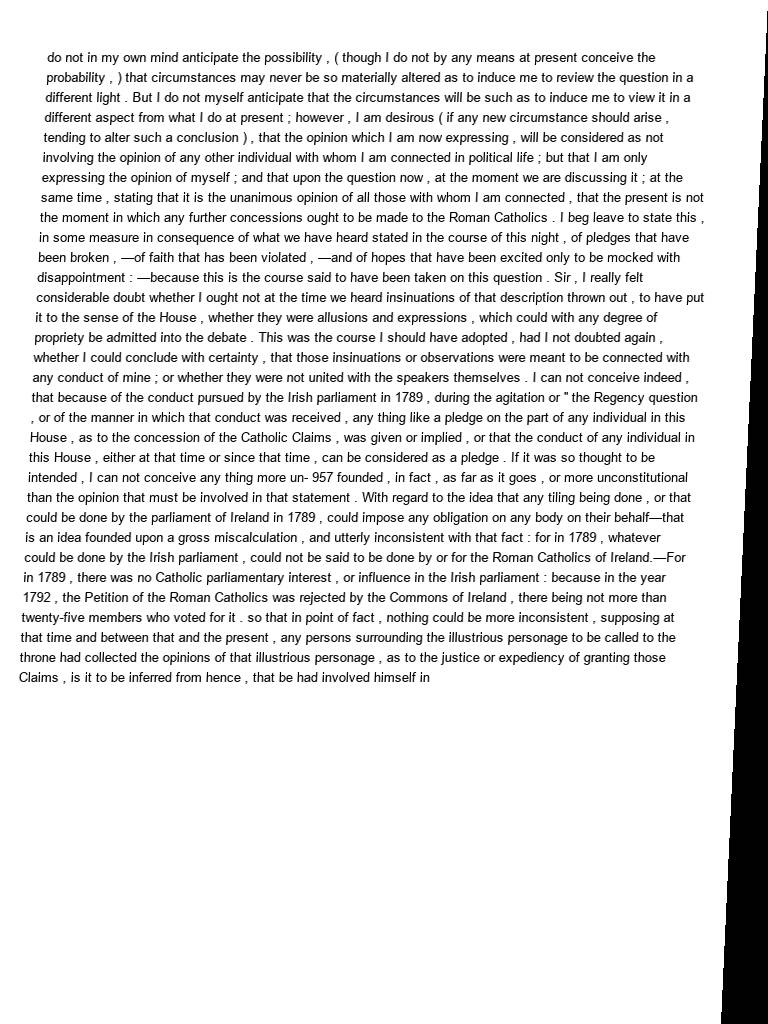 do not in my own mind anticipate the possibility , ( though I do not by any means at present conceive the
probability , ) that circumstances may never be so materially altered as to induce me to review the question in a
different light . But I do not myself anticipate that the circumstances will be such as to induce me to view it in a
different aspect from what I do at present ; however , I am desirous ( if any new circumstance should arise ,
tending to alter such a conclusion ) , that the opinion which I am now expressing , will be considered as not
involving the opinion of any other individual with whom I am connected in political life ; but that I am only
expressing the opinion of myself ; and that upon the question now , at the moment we are discussing it ; at the
same time , stating that it is the unanimous opinion of all those with whom I am connected , that the present is not
the moment in which any further concessions ought to be made to the Roman Catholics . I beg leave to state this ,
in some measure in consequence of what we have heard stated in the course of this night , of pledges that have
been broken , —of faith that has been violated , —and of hopes that have been excited only to be mocked with
disappointment : —because this is the course said to have been taken on this question . Sir , I really felt
considerable doubt whether I ought not at the time we heard insinuations of that description thrown out , to have put
it to the sense of the House , whether they were allusions and expressions , which could with any degree of
propriety be admitted into the debate . This was the course I should have adopted , had I not doubted again ,
whether I could conclude with certainty , that those insinuations or observations were meant to be connected with
any conduct of mine ; or whether they were not united with the speakers themselves . I can not conceive indeed ,
that because of the conduct pursued by the Irish parliament in 1789 , during the agitation or " the Regency question
, or of the manner in which that conduct was received , any thing like a pledge on the part of any individual in this
House , as to the concession of the Catholic Claims , was given or implied , or that the conduct of any individual in
this House , either at that time or since that time , can be considered as a pledge . If it was so thought to be
intended , I can not conceive any thing more un- 957 founded , in fact , as far as it goes , or more unconstitutional
than the opinion that must be involved in that statement . With regard to the idea that any tiling being done , or that
could be done by the parliament of Ireland in 1789 , could impose any obligation on any body on their behalf—that
is an idea founded upon a gross miscalculation , and utterly inconsistent with that fact : for in 1789 , whatever
could be done by the Irish parliament , could not be said to be done by or for the Roman Catholics of Ireland.—For
in 1789 , there was no Catholic parliamentary interest , or influence in the Irish parliament : because in the year
1792 , the Petition of the Roman Catholics was rejected by the Commons of Ireland , there being not more than
twenty-five members who voted for it . so that in point of fact , nothing could be more inconsistent , supposing at
that time and between that and the present , any persons surrounding the illustrious personage to be called to the
throne had collected the opinions of that illustrious personage , as to the justice or expediency of granting those
Claims , is it to be inferred from hence , that be had involved himself in